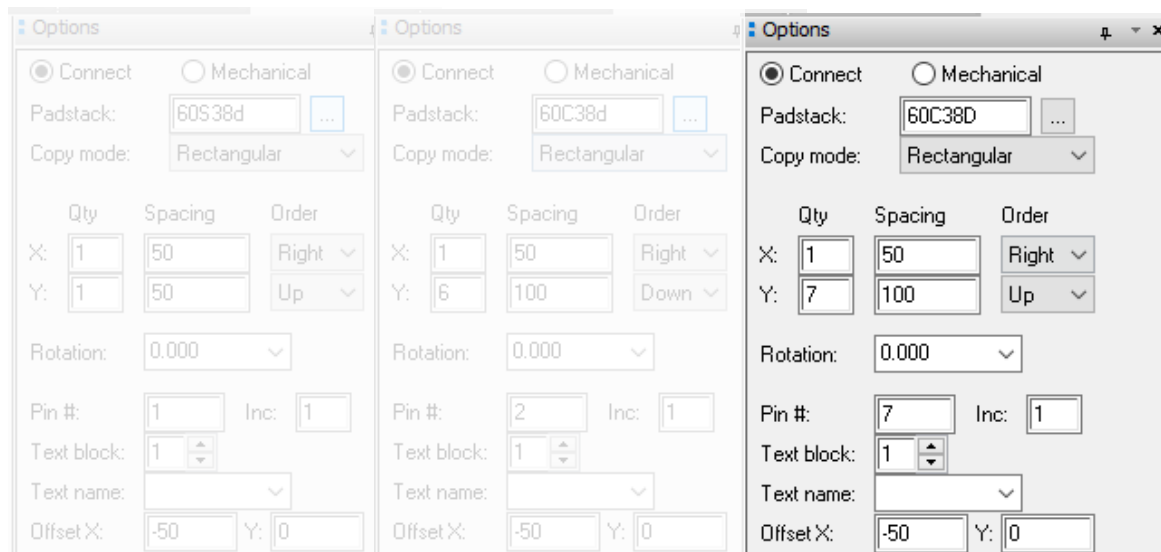 Options
Connect Mechanical
Padstack: 60S38d ...
Copy mode: Rectangular
Qty Spacing Order
X: 1 50 Right
Y: 1 50 Up
Rotation: 0.000
Pin #: 1 Inc: 1
Text block: 1
Text name:
Offset X: -50 Y: 0
Options
Connect Mechanical
Padstack: 60C38d ...
Copy mode: Rectangular
Qty Spacing Order
X: 1 50 Right
Y: 6 100 Down
Rotation: 0.000
Pin #: 2 Inc: 1
Text block: 1
Text name:
Offset X: -50 Y: 0
Options
Connect Mechanical
Padstack: 60C38D ...
Copy mode: Rectangular
Qty Spacing Order
X: 1 50 Right
Y: 7 100 Up
Rotation: 0.000
Pin #: 7 Inc: 1
Text block: 1
Text name:
Offset X: -50 Y: 0